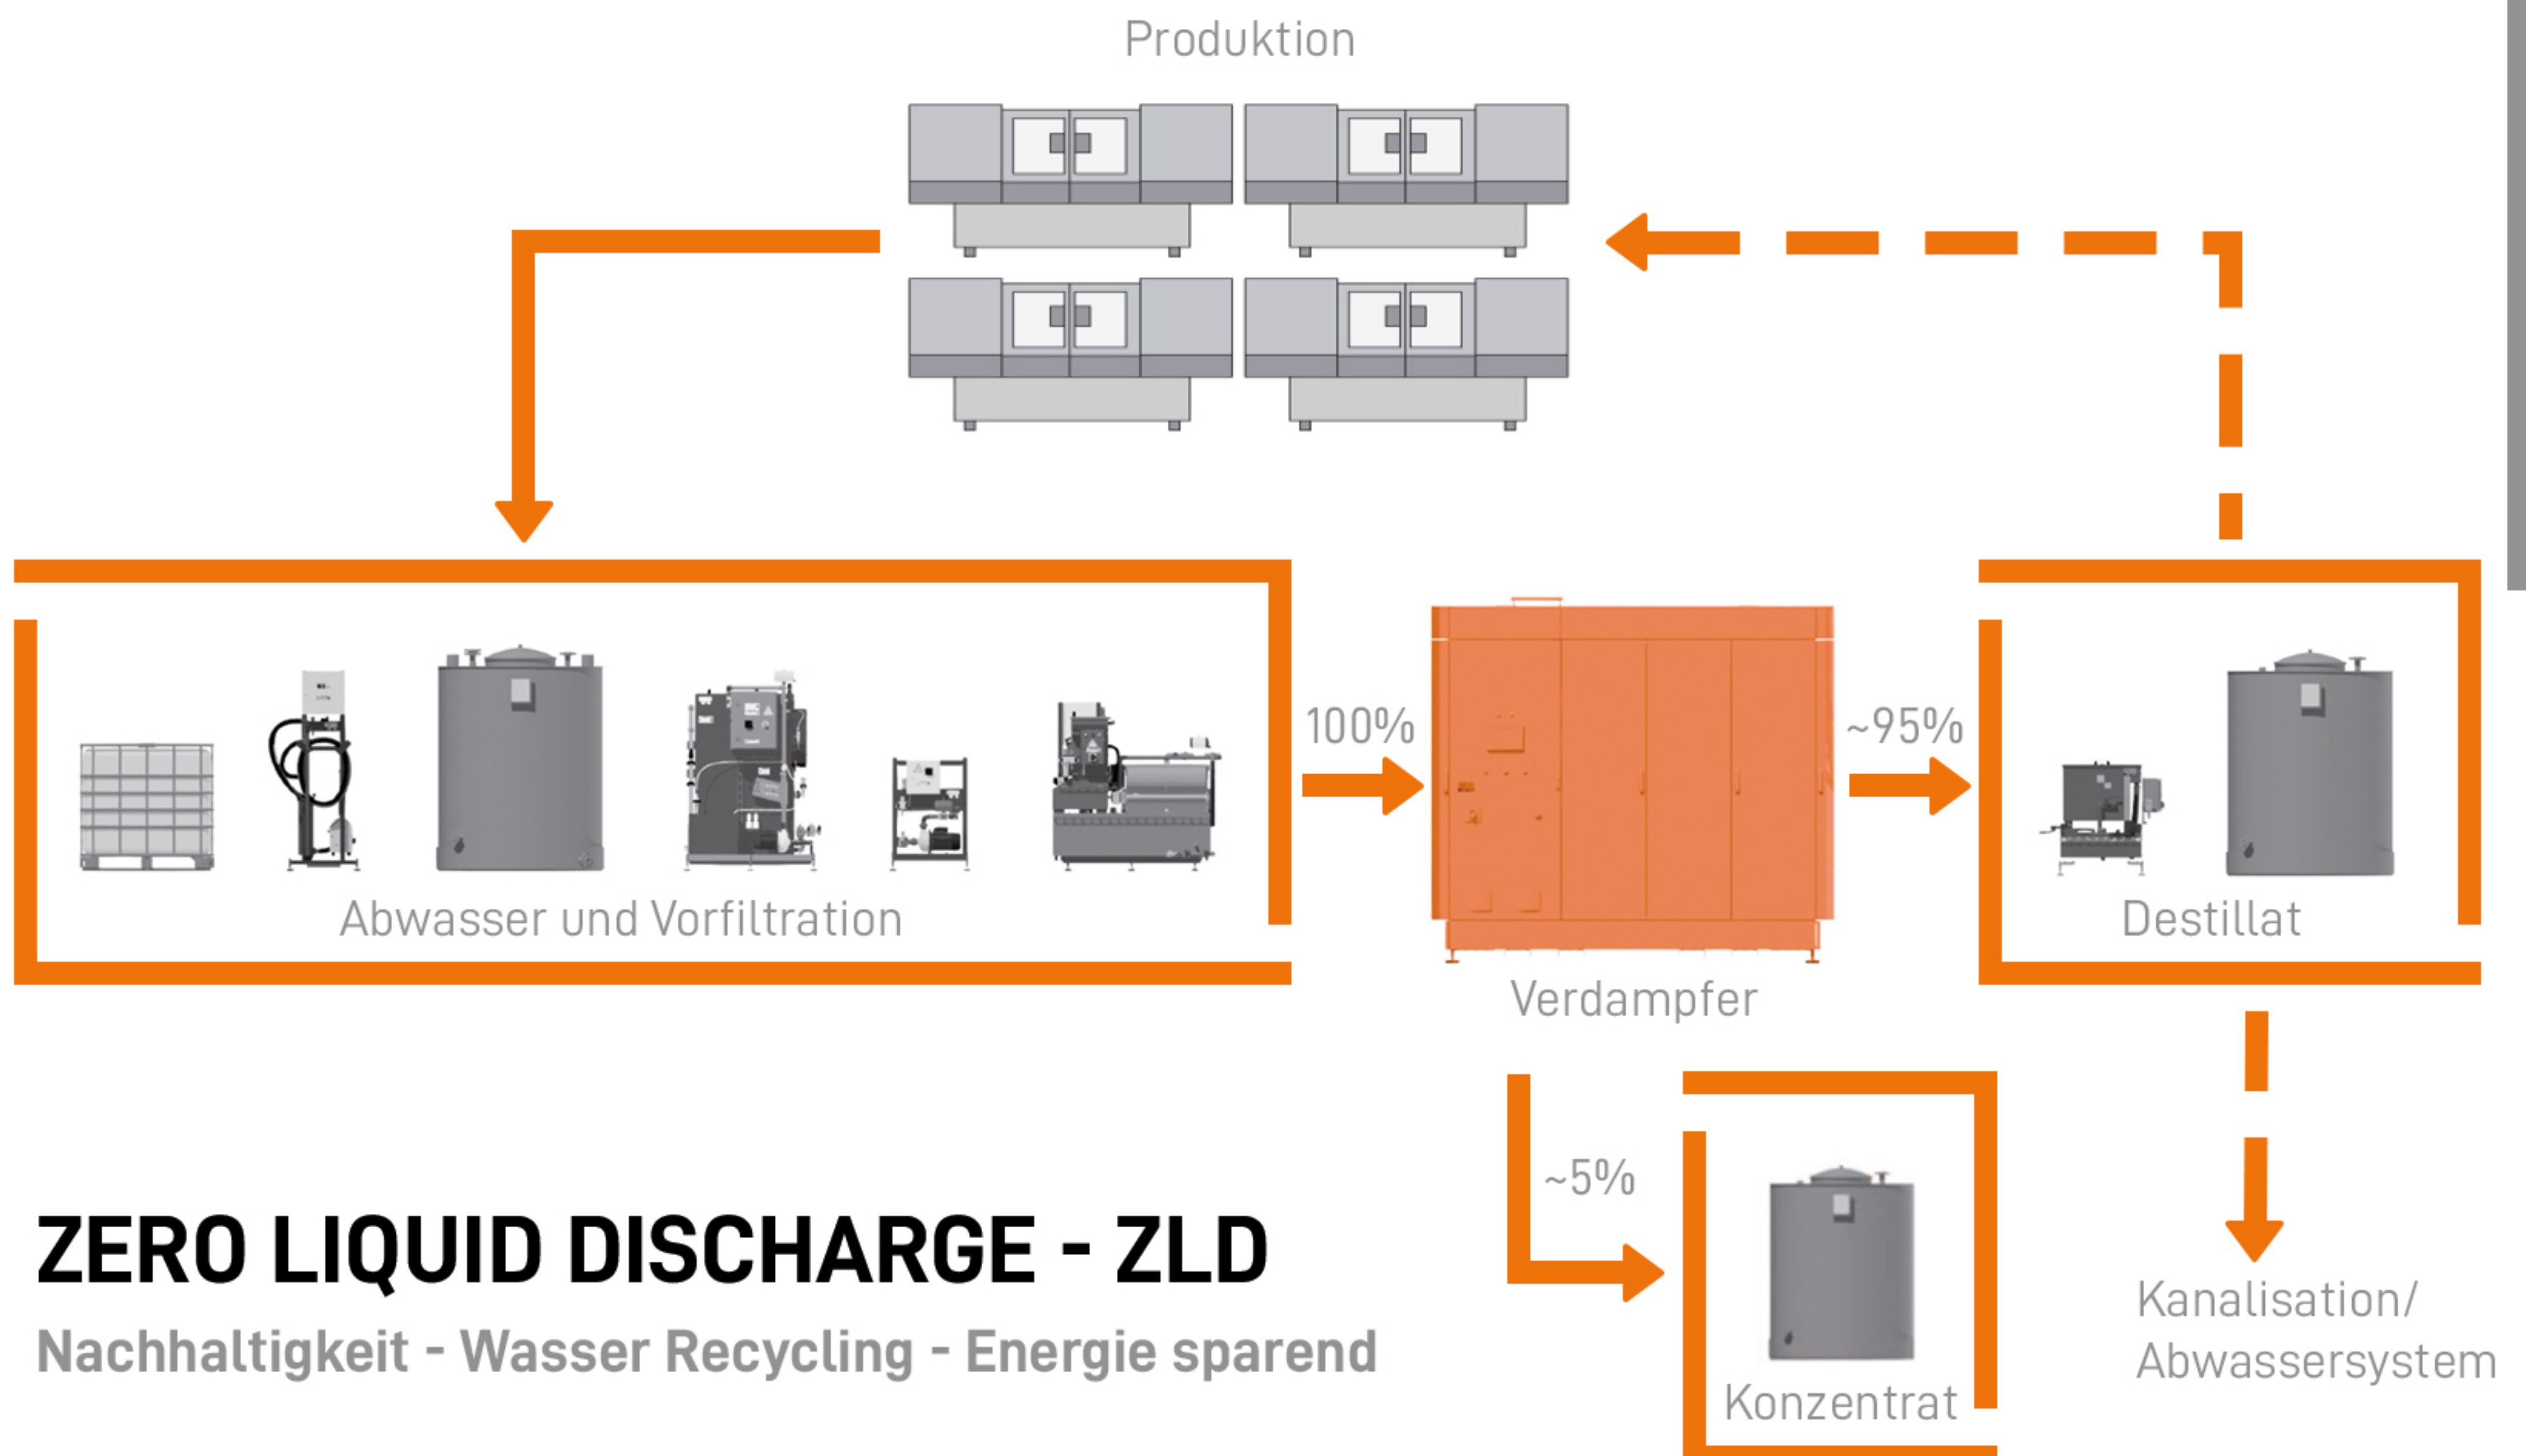 Produktion
100%
~95%
Abwasser und Vorfiltration
Destillat
Verdampfer
~5%
ZERO LIQUID DISCHARGE - ZLD
Nachhaltigkeit - Wasser Recycling - Energie sparend
Konzentrat
Kanalisation/
Abwassersystem